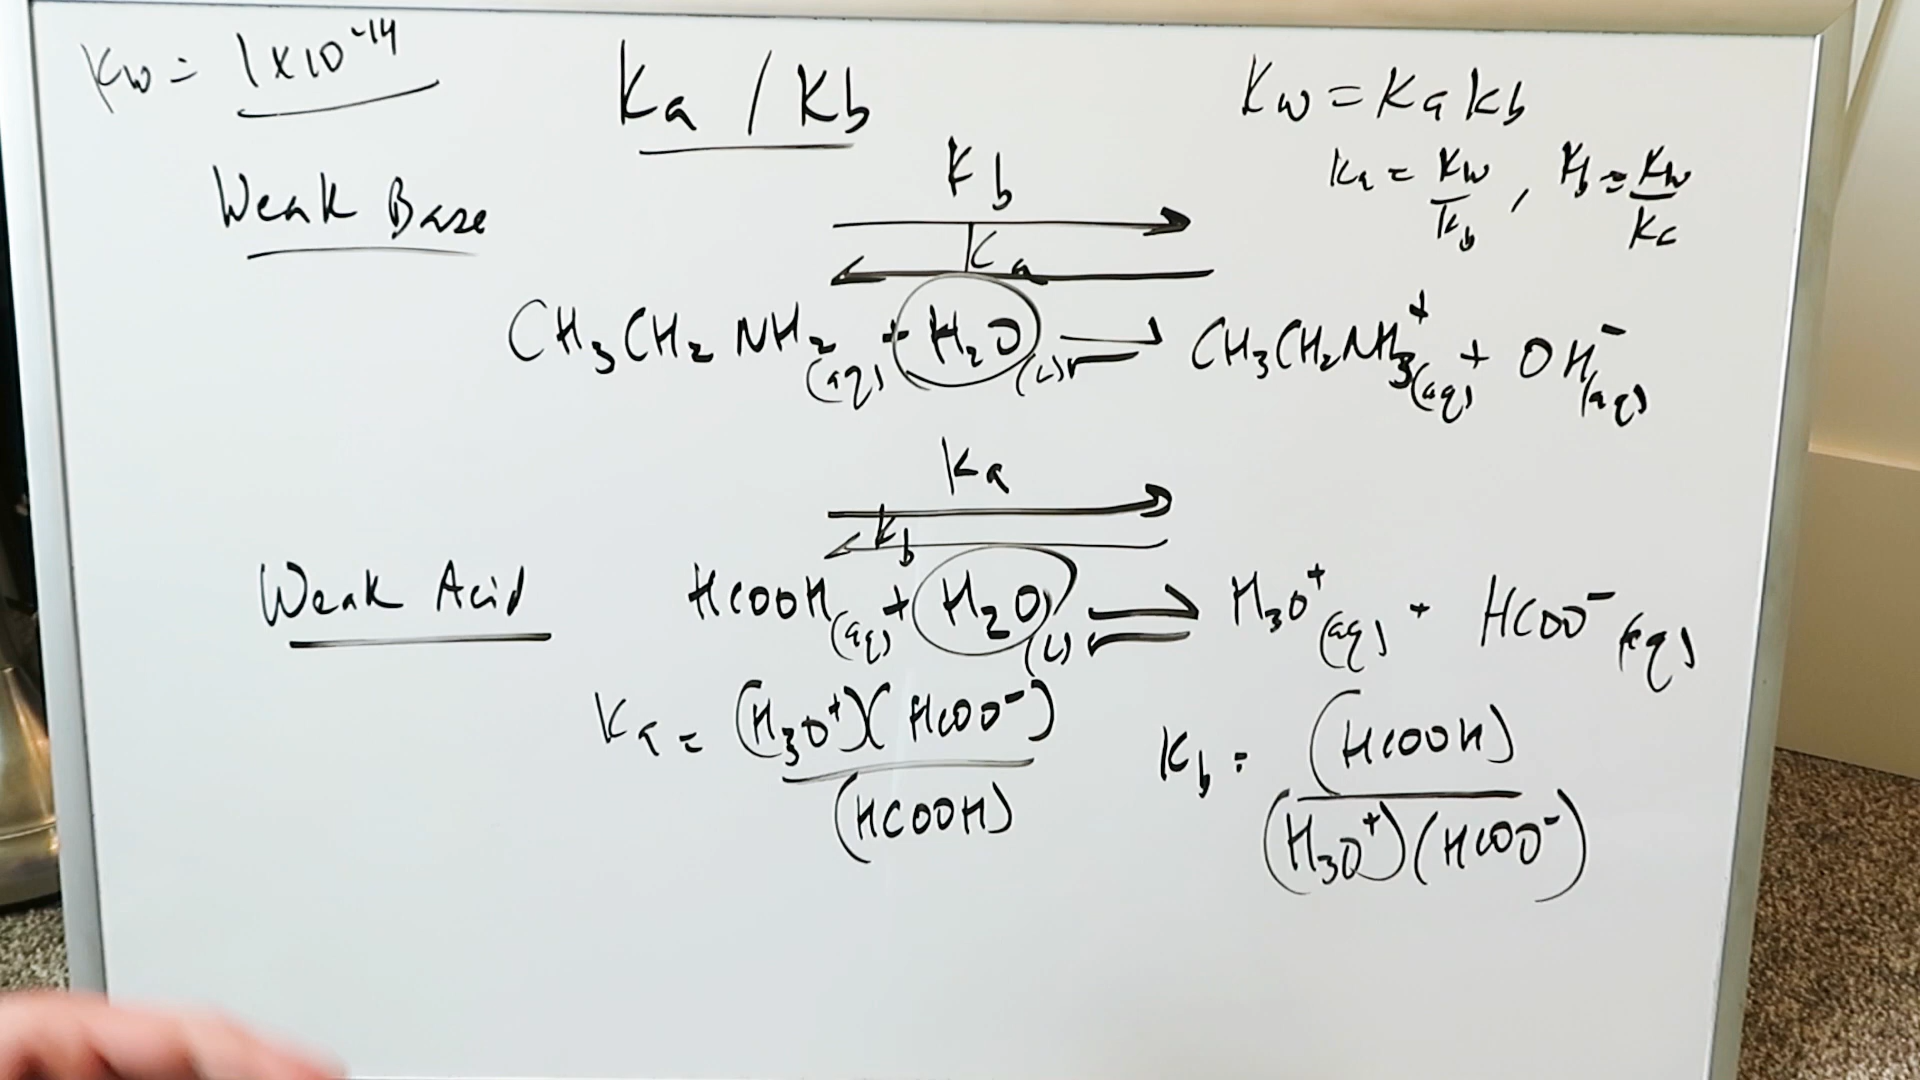 Kw = 1x10⁻¹⁴
Ka / Kb
Kw = Ka Kb
Ka = Kw/Kb , Kb = Kw/Ka
Weak Base
Kb
Ka
CH₃CH₂NH₂(aq) + H₂O(l) ⇌ CH₃CH₂NH₃⁺(aq) + OH⁻(aq)
Ka
Kb
Weak Acid
HCOOH(aq) + H₂O(l) ⇌ H₃O⁺(aq) + HCOO⁻(aq)
Ka = (H₃O⁺)(HCOO⁻)/(HCOOH)
Kb = (HCOOH)/(H₃O⁺)(HCOO⁻)